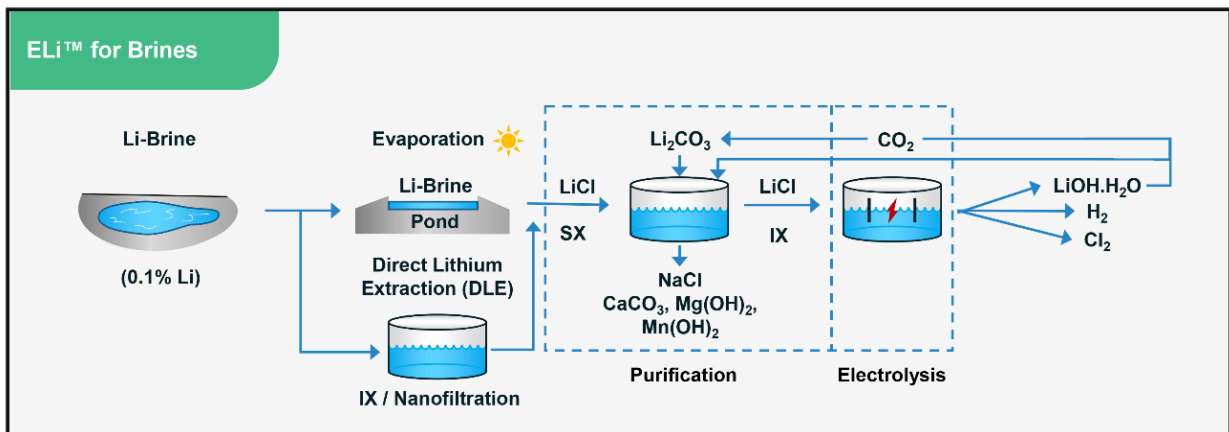 ELi™ for Brines
Li-Brine
(0.1% Li)
Evaporation
Li-Brine
Pond
Direct Lithium
Extraction (DLE)
IX / Nanofiltration
LiCl
SX
Li₂CO₃
LiCl
IX
NaCl
CaCO₃, Mg(OH)₂,
Mn(OH)₂
Purification
CO₂
Electrolysis
LiOH.H₂O
H₂
Cl₂